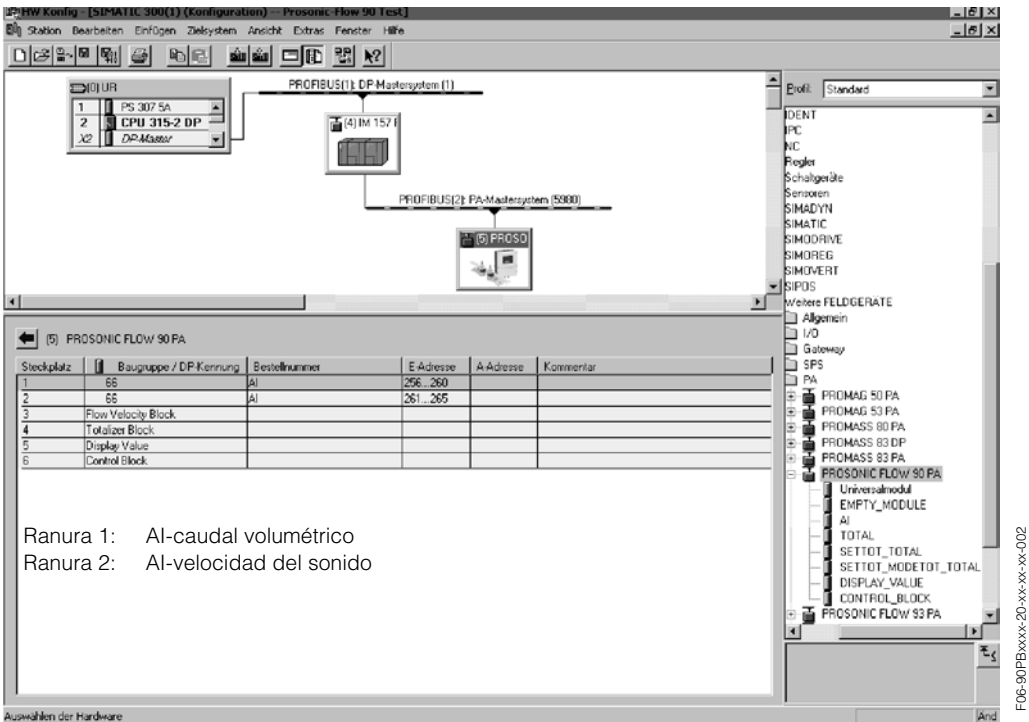 HW Konfig - [SIMATIC 300(1) (Konfiguration) -- Prosonic-Flow 90 Test]
Station Bearbeiten Einfügen Zielsystem Ansicht Extras Fenster Hilfe
(0) UR
1 PS 307 5A
2 CPU 315-2 DP
X2 DP-Master
PROFIBUS(1): DP-Mastersystem (1)
(4) IM 157
PROFIBUS(2): PA-Mastersystem (5980)
(5) PROSO
(5) PROSONIC FLOW 90 PA
Steckplatz Baugruppe / DP-Kennung Bestellnummer E-Adresse A-Adresse Kommentar
1 66 AI 256...260
2 66 AI 261...265
3 Flow Velocity Block
4 Totalizer Block
5 Display Value
6 Control Block
Ranura 1: AI-caudal volumétrico
Ranura 2: AI-velocidad del sonido
Profil: Standard
IDENT
IPC
NC
Regler
Schaltgeräte
Sensoren
SIMADYN
SIMATIC
SIMODRIVE
SIMOREG
SIMOVERT
SIPOS
Weitere FELDGERÄTE
Allgemein
I/O
Gateway
SPS
PA
PROMAG 50 PA
PROMAG 53 PA
PROMASS 80 PA
PROMASS 83 DP
PROMASS 83 PA
PROSONIC FLOW 90 PA
Universalmodul
EMPTY_MODULE
AI
TOTAL
SETTOT_TOTAL
SETTOT_MODETOT_TOTAL
DISPLAY_VALUE
CONTROL_BLOCK
PROSONIC FLOW 93 PA
Auswählen der Hardware
Änd
F06-90PBxxxx-20-xx-xx-xx-002